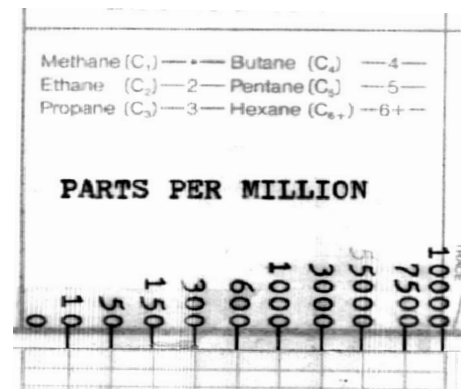 Methane (C₁) — • — Butane (C₄) —4—
Ethane (C₂) —2— Pentane (C₅) —5—
Propane (C₃) —3— Hexane (C₆₊) —6+—
PARTS PER MILLION
0 10 50 150 300 600 1000 3000 5000 7500 10000